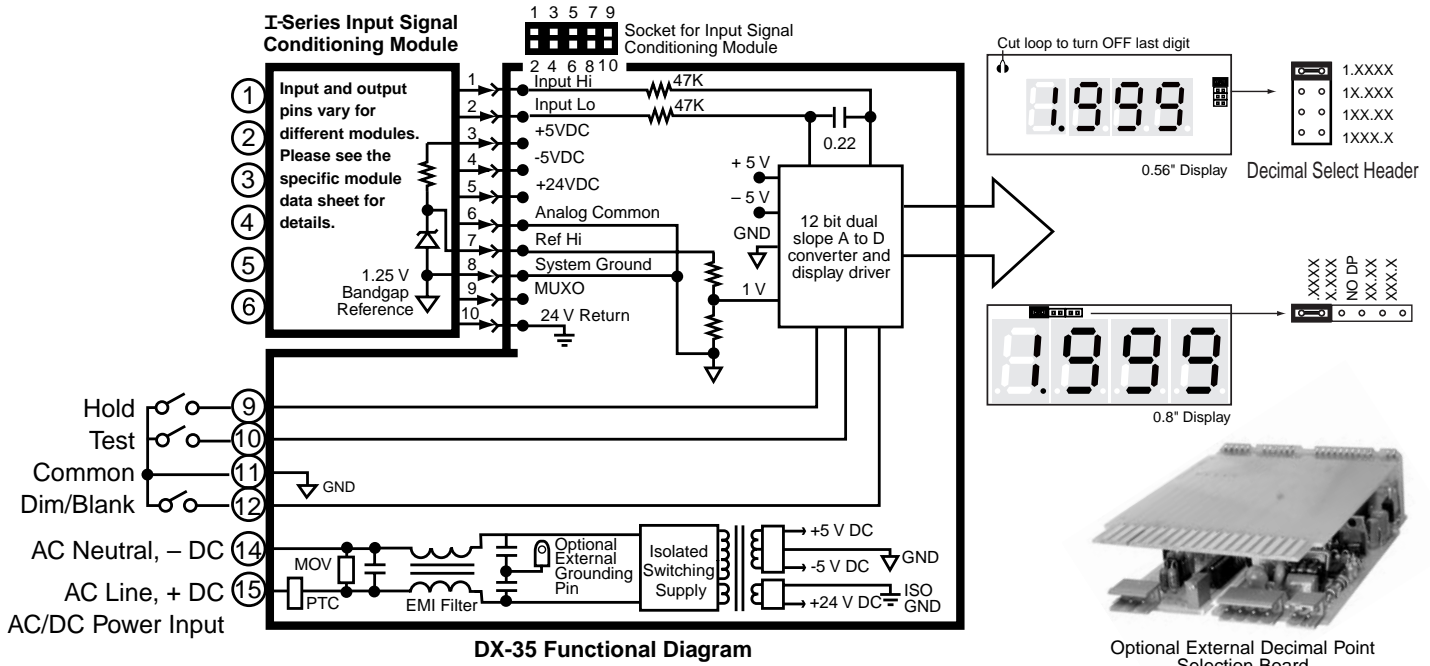 I-Series Input Signal
Conditioning Module
1 3 5 7 9
Socket for Input Signal
Conditioning Module
2 4 6 8 10
Input and output
pins vary for
different modules.
Please see the
specific module
data sheet for
details.
1
2
3
4
5
6
1.25 V
Bandgap
Reference
1
2
3
4
5
6
7
8
9
10
Input Hi
Input Lo
+5VDC
-5VDC
+24VDC
Analog Common
Ref Hi
System Ground
MUXO
24 V Return
47K
47K
0.22
+ 5 V
– 5 V
GND
1 V
12 bit dual
slope A to D
converter and
display driver
Cut loop to turn OFF last digit
1.999
0.56" Display
1.XXXX
1X.XXX
1XX.XX
1XXX.X
Decimal Select Header
.XXXX
X.XXX
NO DP
XX.XX
XXX.X
1.999
0.8" Display
Hold
9
Test
10
Common
11
GND
Dim/Blank
12
AC Neutral, – DC
14
AC Line, + DC
15
AC/DC Power Input
MOV
PTC
EMI Filter
Optional
External
Grounding
Pin
Isolated
Switching
Supply
+5 V DC
GND
-5 V DC
ISO
GND
+24 V DC
DX-35 Functional Diagram
Optional External Decimal Point
Selection Board